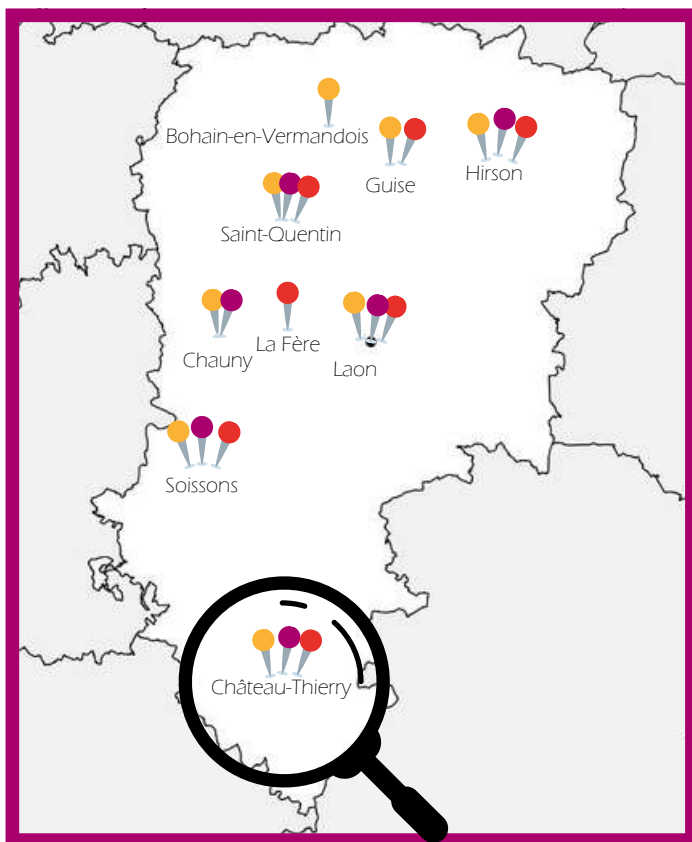 Bohain-en-Vermandois
Guise
Hirson
Saint-Quentin
Chauny
La Fère
Laon
Soissons
Château-Thierry